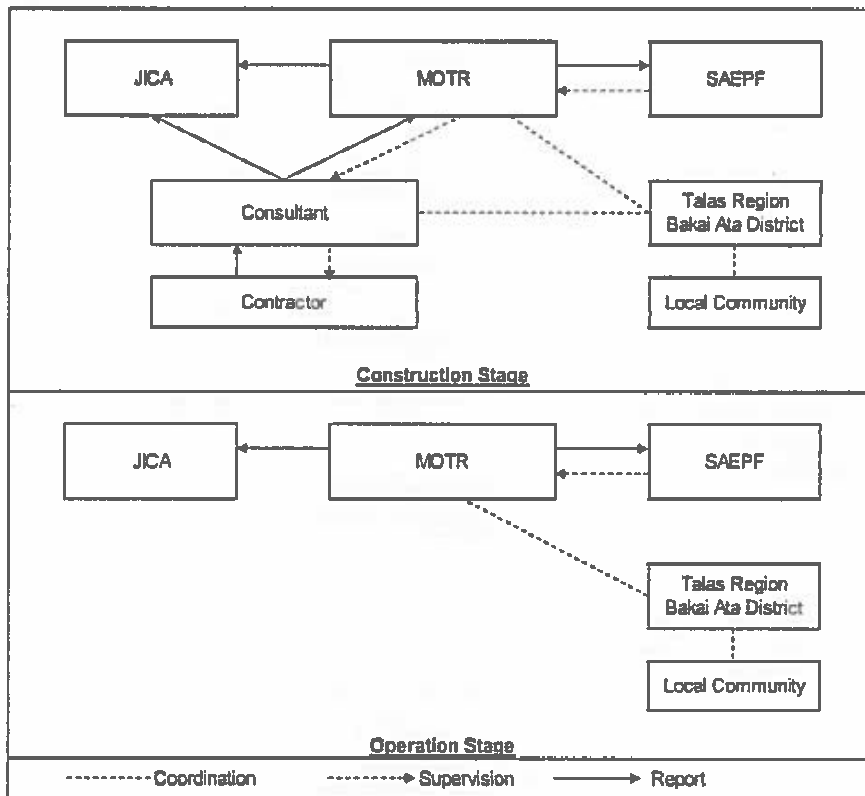 JICA
MOTR
SAEPF
Consultant
Talas Region
Bakai Ata District
Contractor
Local Community
Construction Stage
JICA
MOTR
SAEPF
Talas Region
Bakai Ata District
Local Community
Operation Stage
Coordination
Supervision
Report